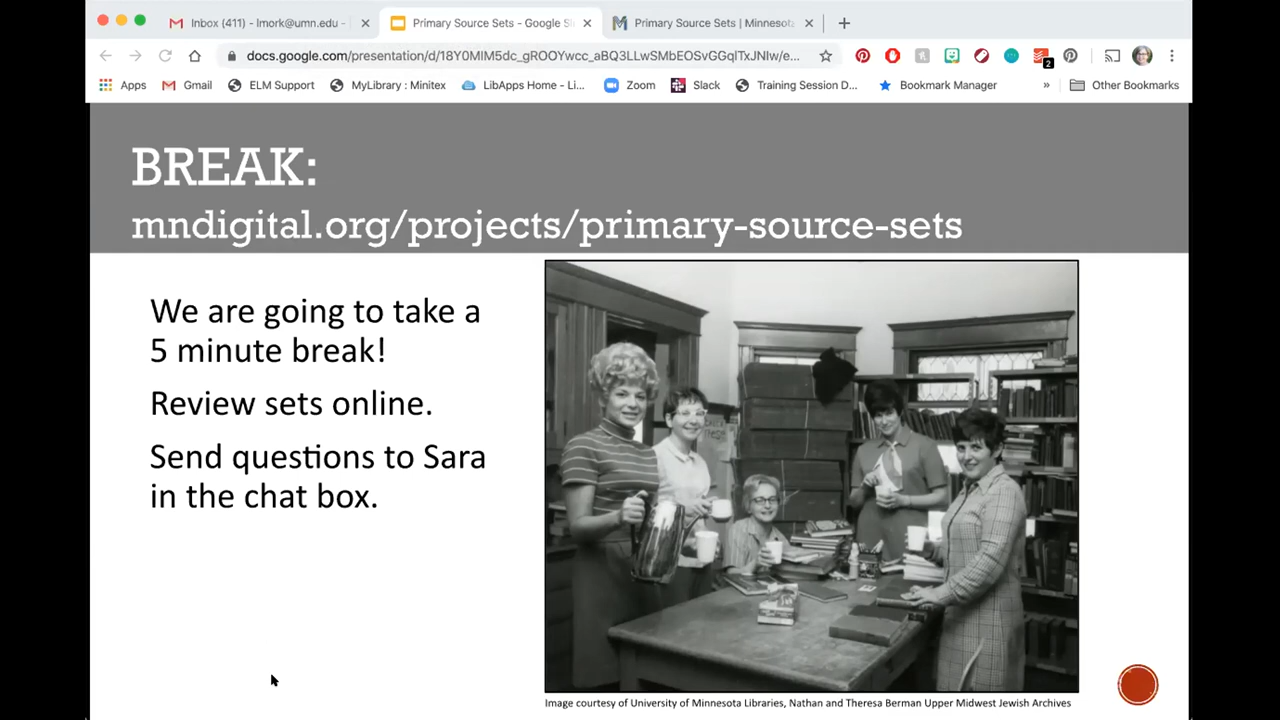 Inbox (411) - lmork@umn.edu -
Primary Source Sets - Google Sl
Primary Source Sets | Minnesota
docs.google.com/presentation/d/18Y0MlM5dc_gROOYwcc_aBQ3LLwSMbEOSvGGqlTxJNIw/e...
2
Apps
Gmail
ELM Support
MyLibrary : Minitex
LibApps Home - Li...
Zoom
Slack
Training Session D...
Bookmark Manager
»
Other Bookmarks
BREAK:
mndigital.org/projects/primary-source-sets
We are going to take a
5 minute break!
Review sets online.
Send questions to Sara
in the chat box.
Image courtesy of University of Minnesota Libraries, Nathan and Theresa Berman Upper Midwest Jewish Archives